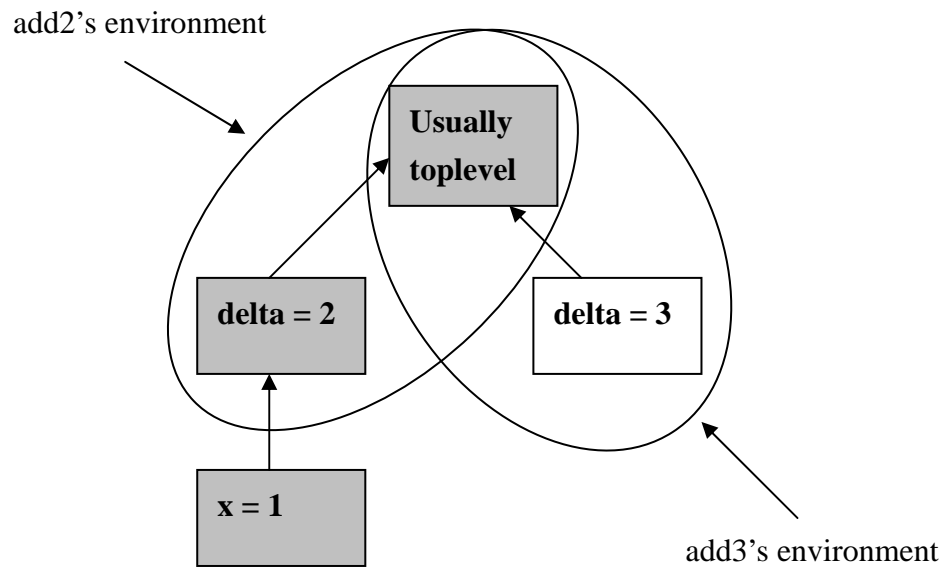 add2’s environment
Usually
toplevel
delta = 2
delta = 3
x = 1
add3’s environment